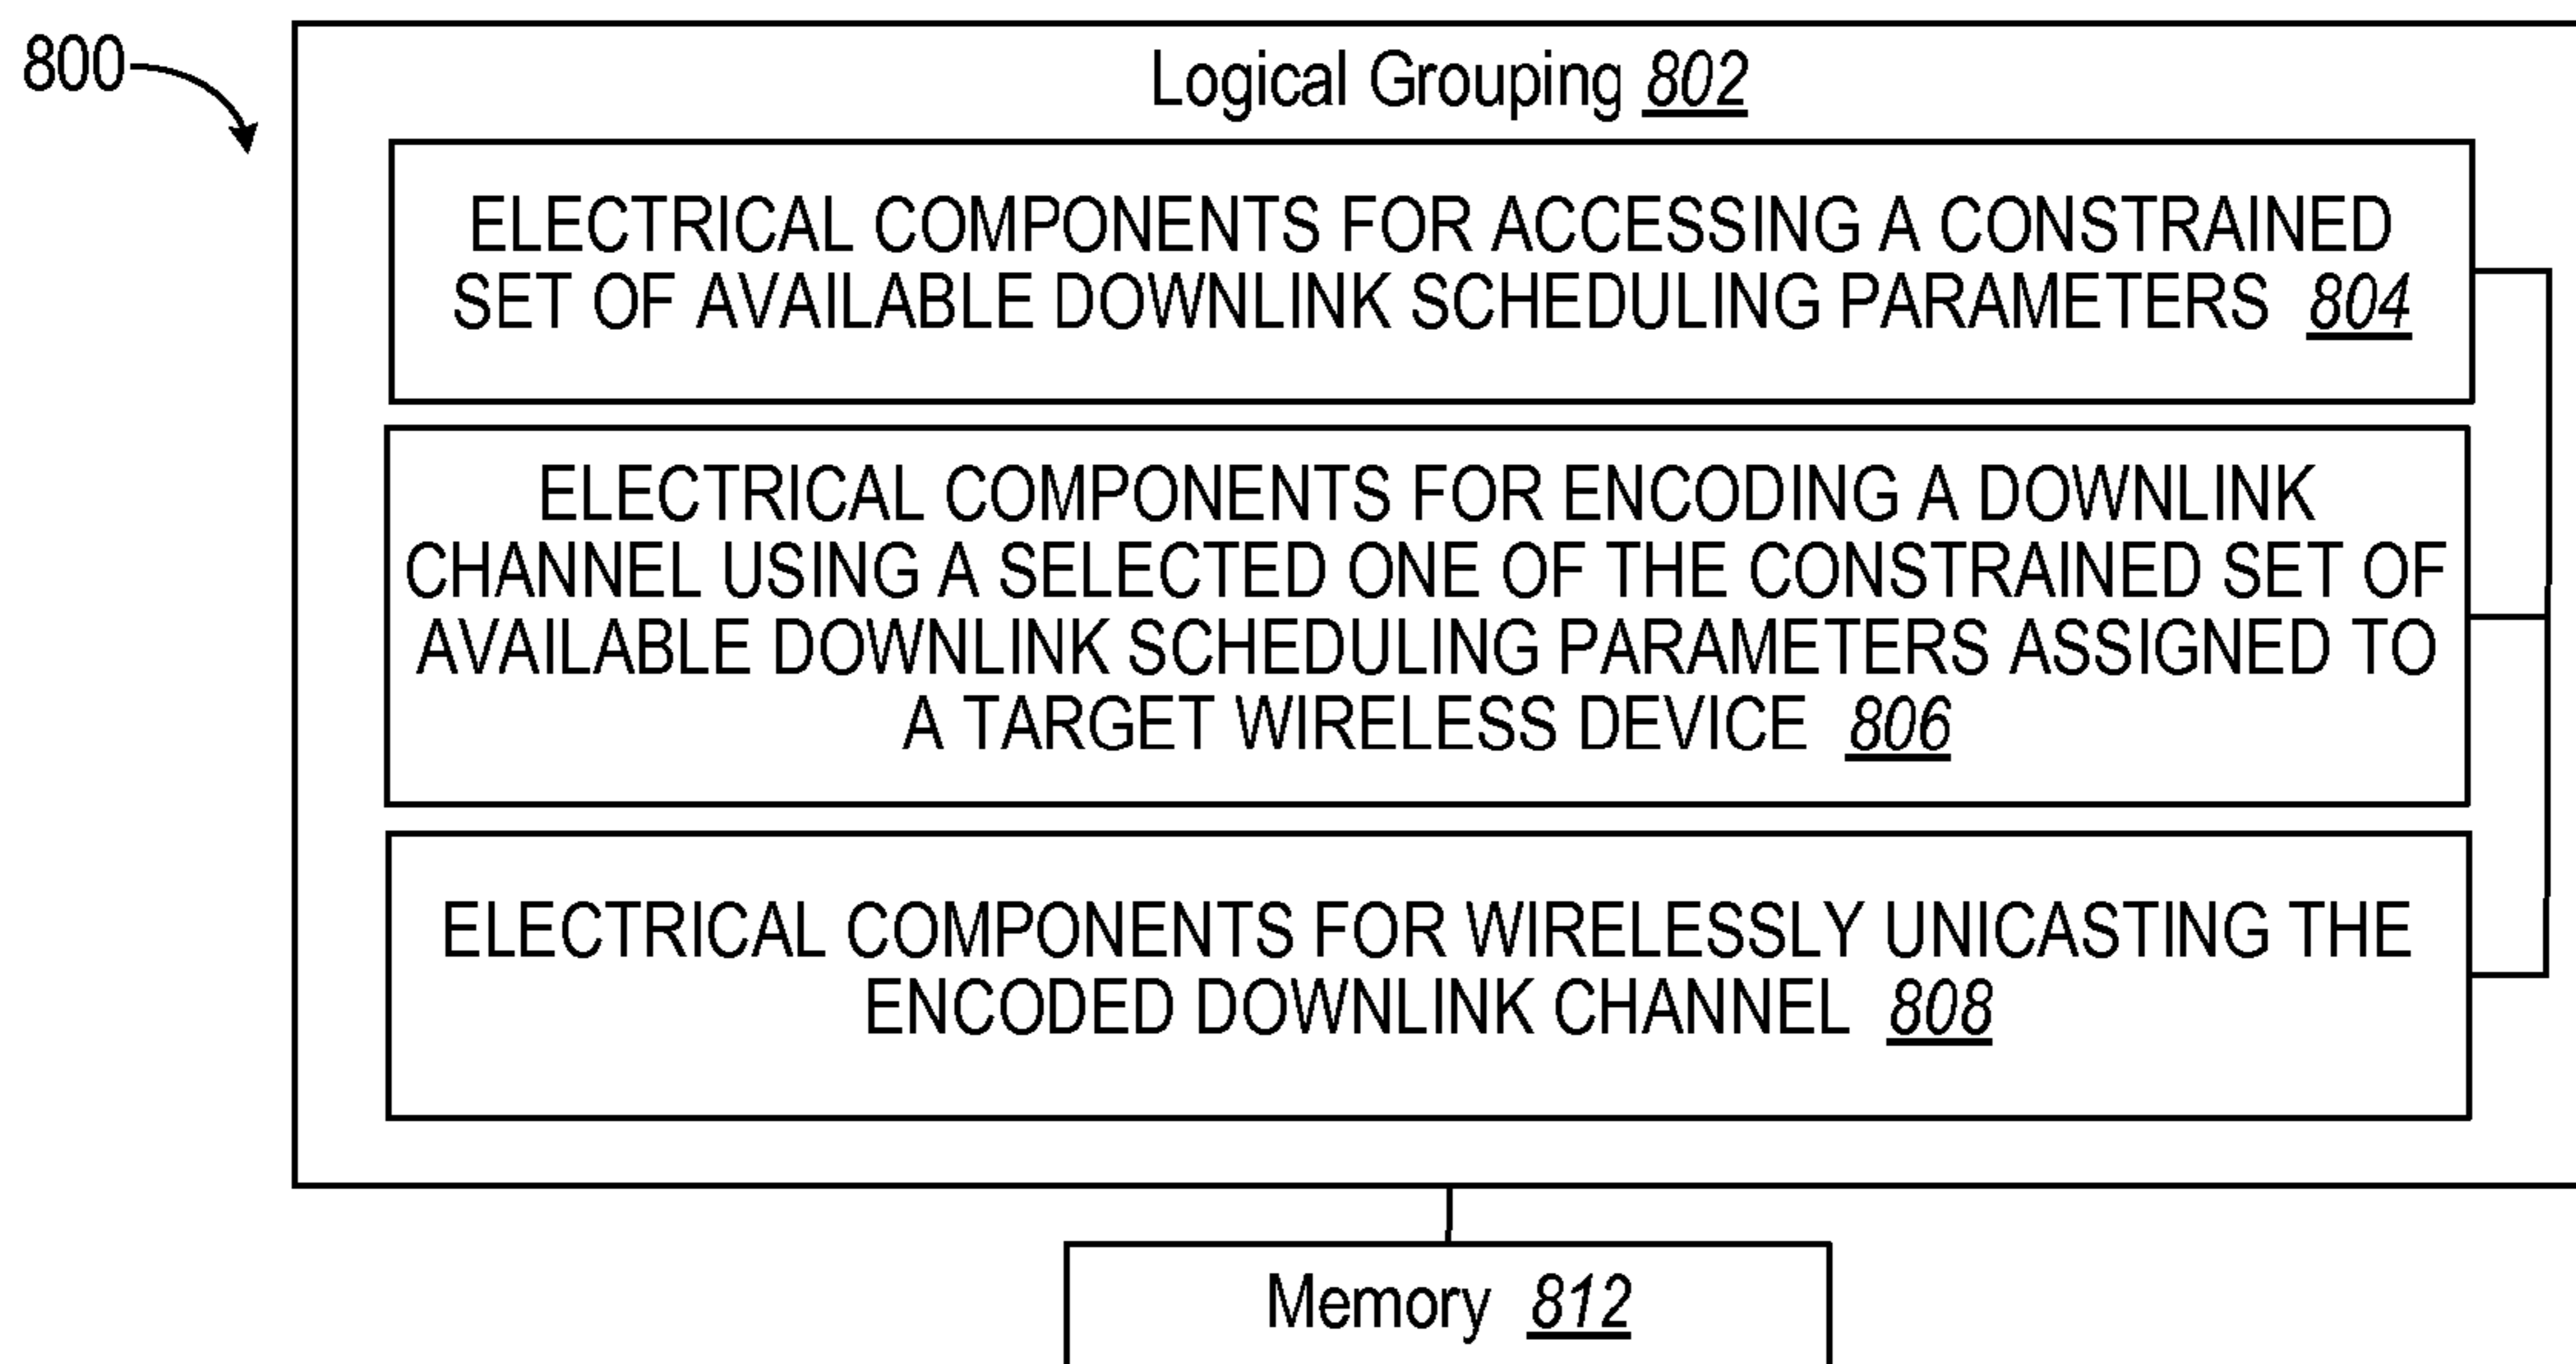 800
Logical Grouping 802
ELECTRICAL COMPONENTS FOR ACCESSING A CONSTRAINED
SET OF AVAILABLE DOWNLINK SCHEDULING PARAMETERS 804
ELECTRICAL COMPONENTS FOR ENCODING A DOWNLINK
CHANNEL USING A SELECTED ONE OF THE CONSTRAINED SET OF
AVAILABLE DOWNLINK SCHEDULING PARAMETERS ASSIGNED TO
A TARGET WIRELESS DEVICE 806
ELECTRICAL COMPONENTS FOR WIRELESSLY UNICASTING THE
ENCODED DOWNLINK CHANNEL 808
Memory 812